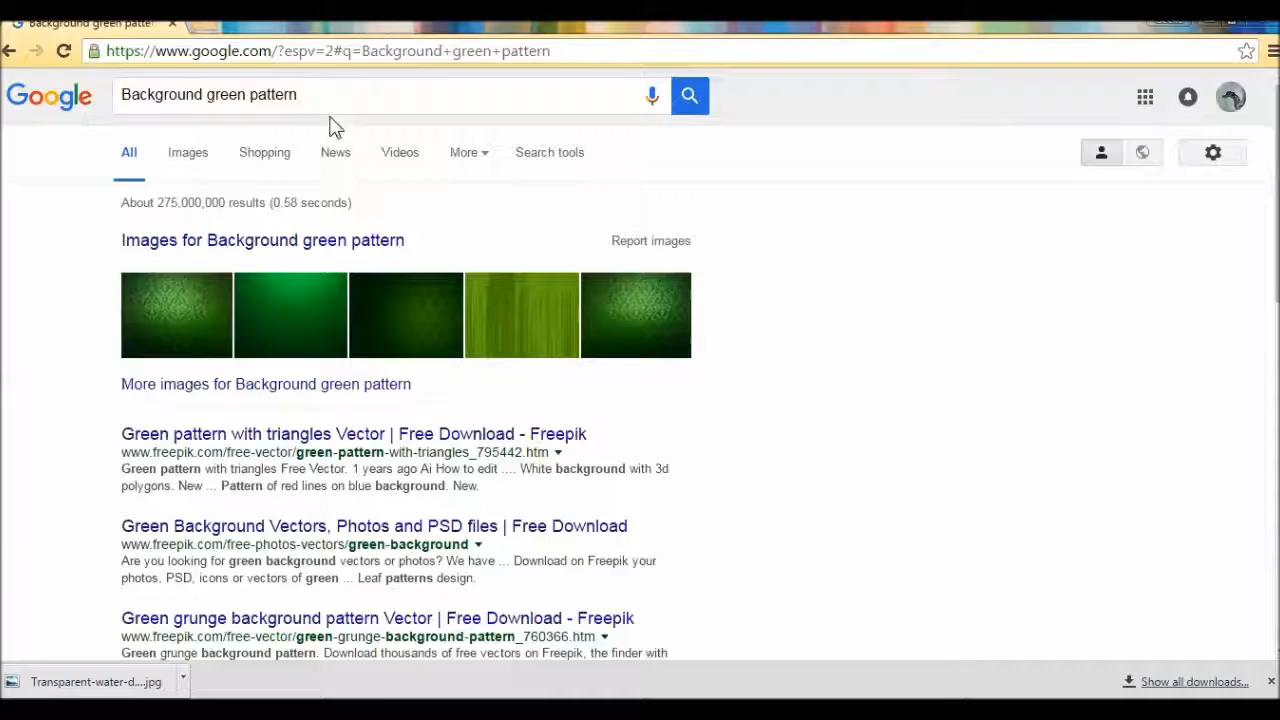 Background green patte
https://www.google.com/?espv=2#q=Background+green+pattern
Google
Background green pattern
All
Images
Shopping
News
Videos
More
Search tools
About 275,000,000 results (0.58 seconds)
Images for Background green pattern
Report images
More images for Background green pattern
Green pattern with triangles Vector | Free Download - Freepik
www.freepik.com/free-vector/green-pattern-with-triangles_795442.htm
Green pattern with triangles Free Vector. 1 years ago Ai How to edit .... White background with 3d
polygons. New ... Pattern of red lines on blue background. New.
Green Background Vectors, Photos and PSD files | Free Download
www.freepik.com/free-photos-vectors/green-background
Are you looking for green background vectors or photos? We have ... Download on Freepik your
photos, PSD, icons or vectors of green ... Leaf patterns design.
Green grunge background pattern Vector | Free Download - Freepik
www.freepik.com/free-vector/green-grunge-background-pattern_760366.htm
Green grunge background pattern. Download thousands of free vectors on Freepik, the finder with
Transparent-water-d....jpg
Show all downloads...